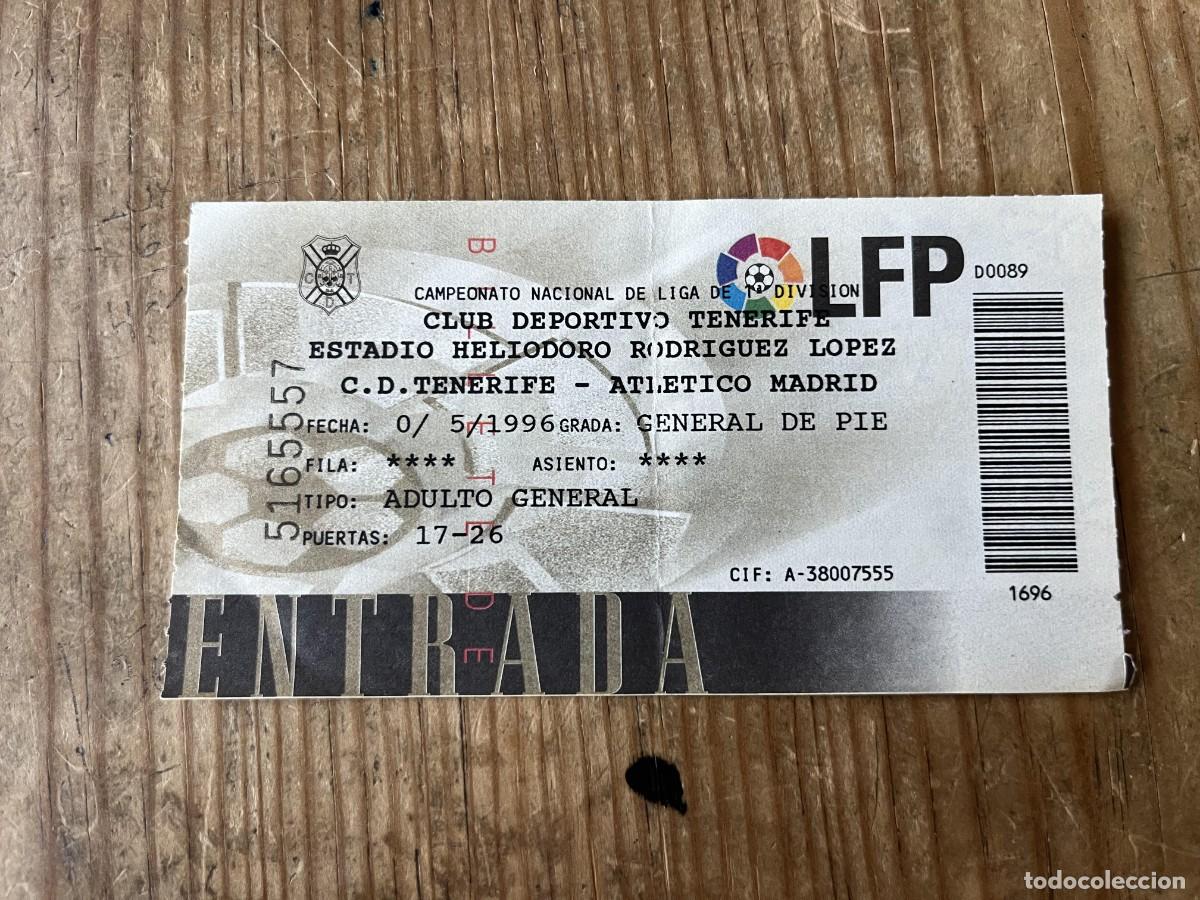 LFP
D0089
CAMPEONATO NACIONAL DE LIGA DE 1ª DIVISION
CLUB DEPORTIVO TENERIFE
ESTADIO HELIODORO RODRIGUEZ LOPEZ
C.D.TENERIFE - ATLETICO MADRID
FECHA: 0/ 5/1996 GRADA: GENERAL DE PIE
FILA: **** ASIENTO: ****
TIPO: ADULTO GENERAL
PUERTAS: 17-26
CIF: A-38007555
1696
5165557
CTD
ENTRADA
todocoleccion